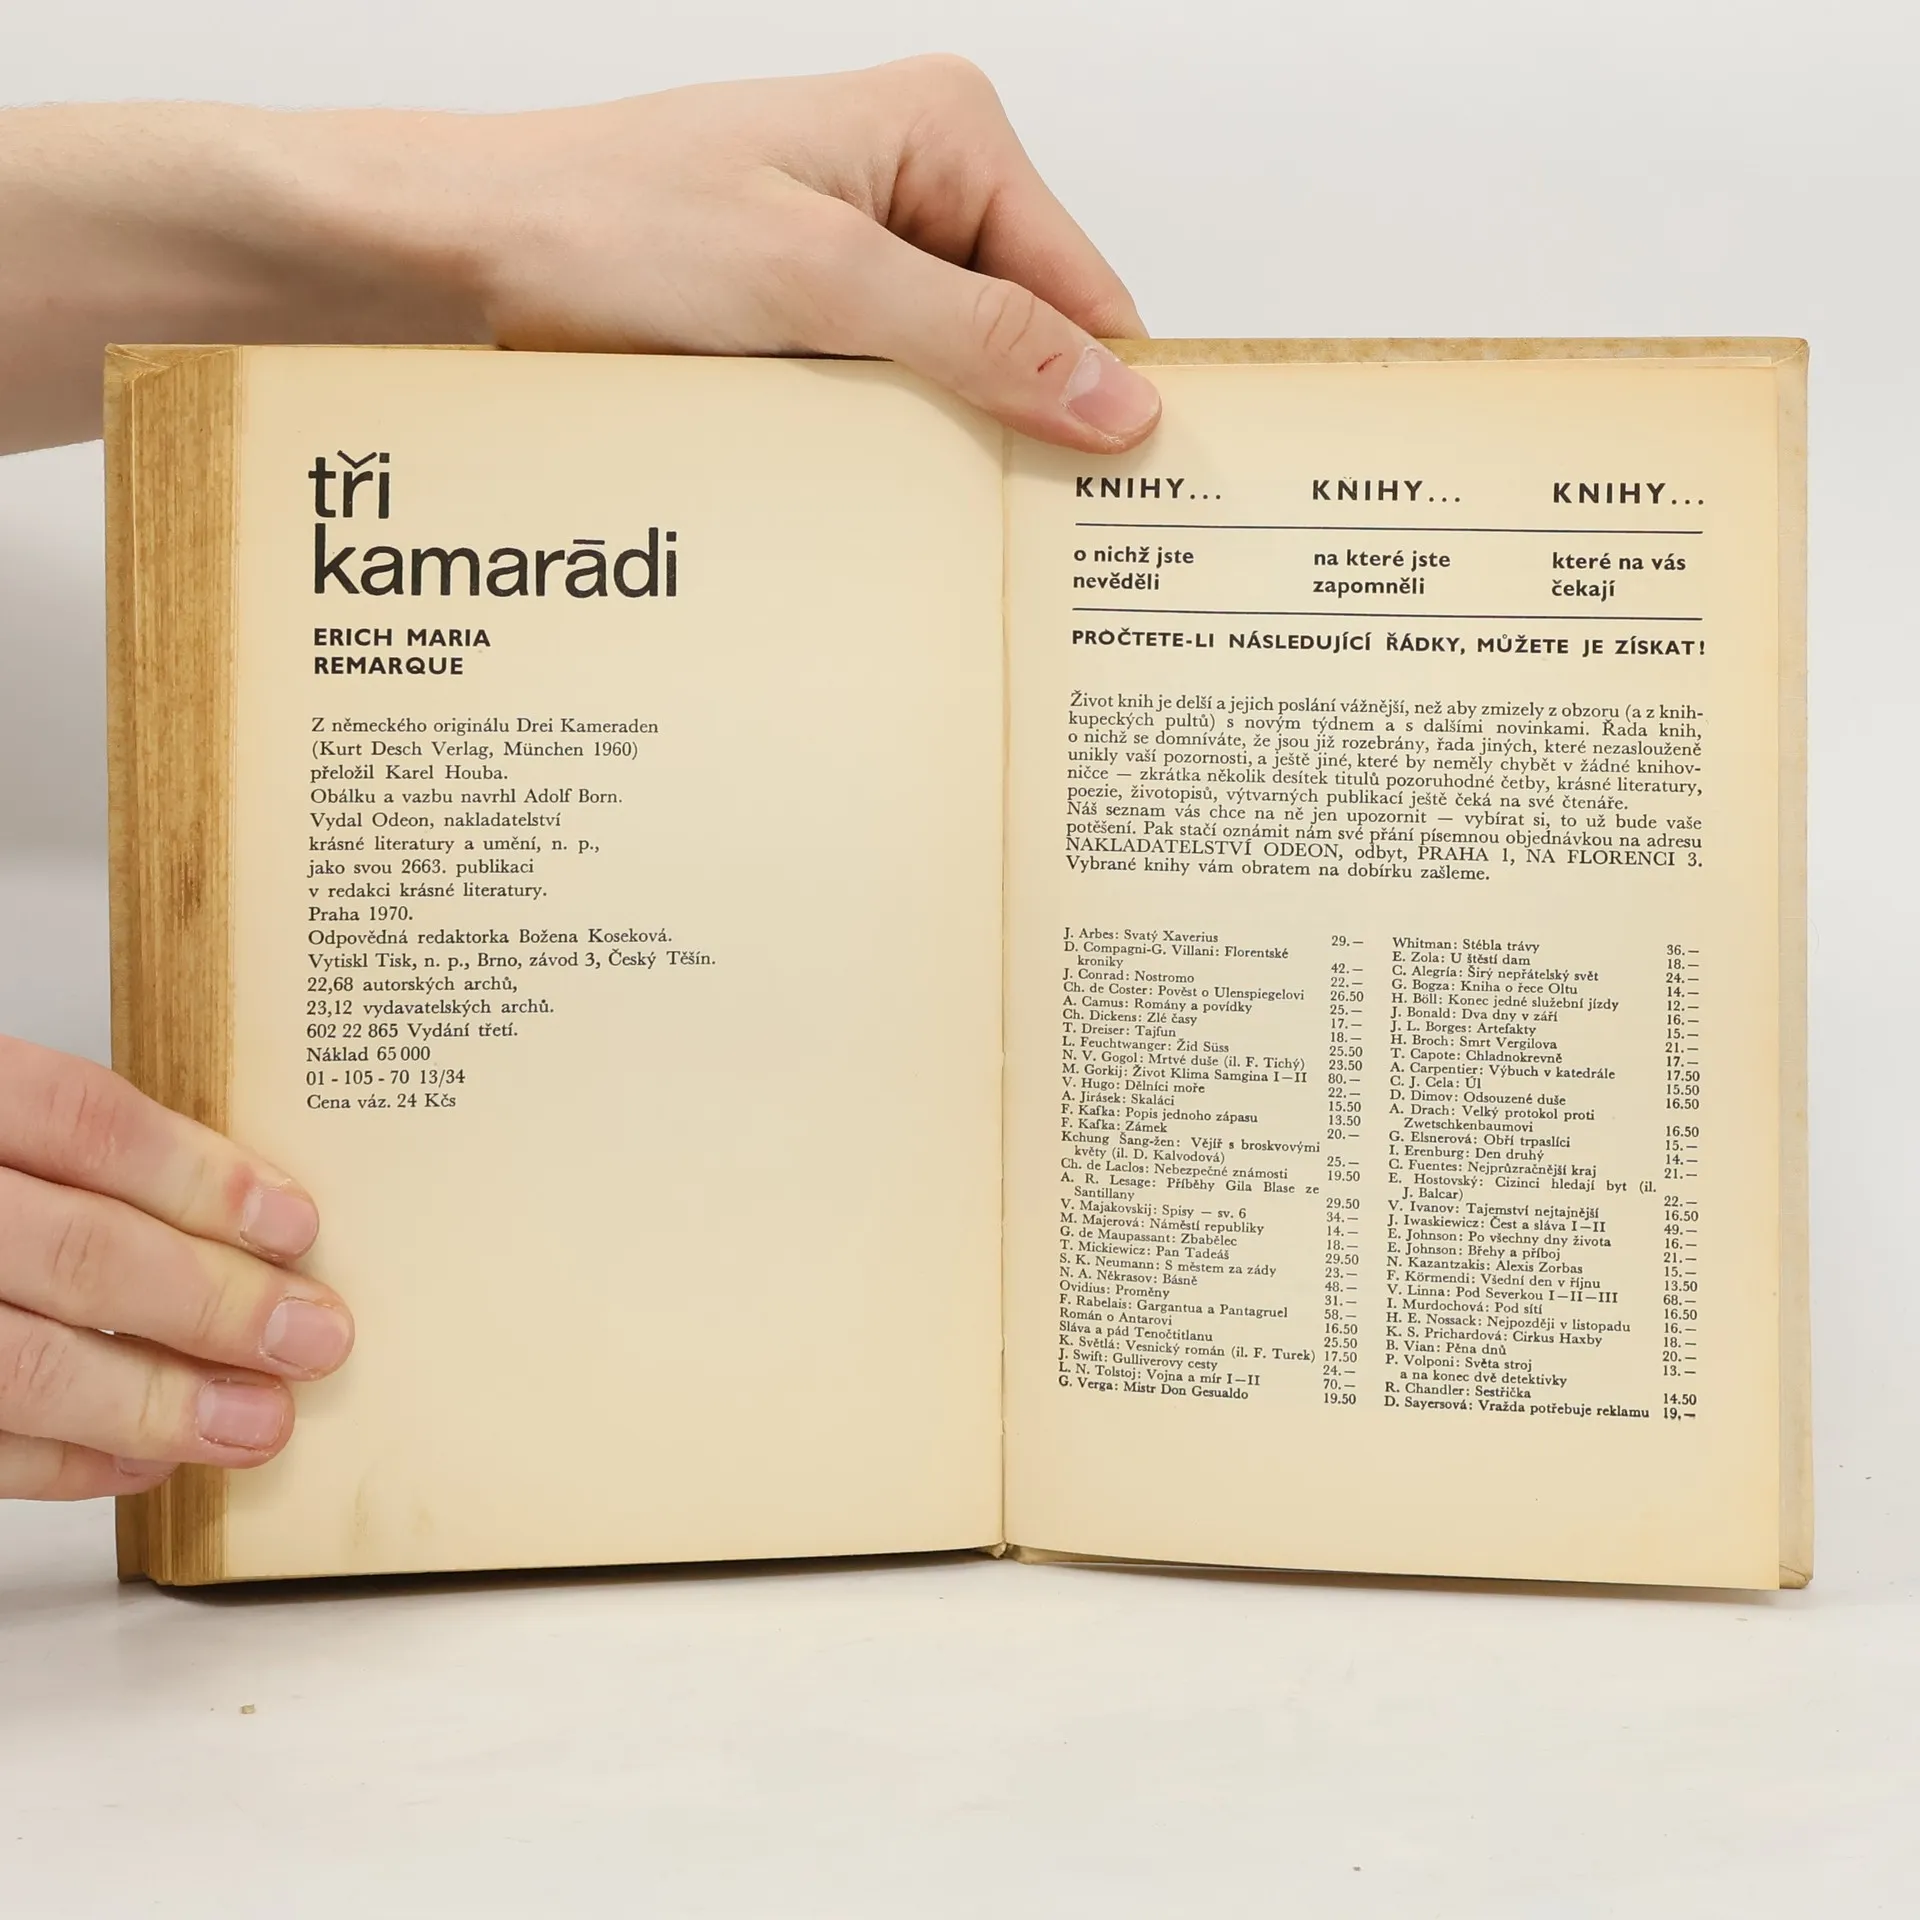 tři
kamarādi
ERICH MARIA
REMARQUE
Z německého originálu Drei Kameraden
(Kurt Desch Verlag, München 1960)
přeložil Karel Houba.
Obálku a vazbu navrhl Adolf Born.
Vydal Odeon, nakladatelství
krásné literatury a umění, n. p.,
jako svou 2663. publikaci
v redakci krásné literatury.
Praha 1970.
Odpovědná redaktorka Božena Koseková.
Vytiskl Tisk, n. p., Brno, závod 3, Český Těšín.
22,68 autorských archů,
23,12 vydavatelských archů.
602 22 865 Vydání třetí.
Náklad 65 000
01 - 105 - 70 13/34
Cena váz. 24 Kčs
KNIHY... KNIHY... KNIHY...
o nichž jste na které jste které na vás
nevěděli zapomněli čekají
PROČTETE-LI NÁSLEDUJÍCÍ ŘÁDKY, MŮŽETE JE ZÍSKAT!
Život knih je delší a jejich poslání vážnější, než aby zmizely z obzoru (a z knih-
kupeckých pultů) s novým týdnem a s dalšími novinkami. Řada knih,
o nichž se domníváte, že jsou již rozebrány, řada jiných, které nezaslouženě
unikly vaší pozornosti, a ještě jiné, které by neměly chybět v žádné knihov-
ničce — zkrátka několik desítek titulů pozoruhodné četby, krásné literatury,
poezie, životopisů, výtvarných publikací ještě čeká na své čtenáře.
Náš seznam vás chce na ně jen upozornit — vybírat si, to už bude vaše
potěšení. Pak stačí oznámit nám své přání písemnou objednávkou na adresu
NAKLADATELSTVÍ ODEON, odbyt, PRAHA 1, NA FLORENCI 3.
Vybrané knihy vám obratem na dobírku zašleme.
J. Arbes: Svatý Xaverius 29.—
D. Compagni-G. Villani: Florentské
kroniky 42.—
J. Conrad: Nostromo 22.—
Ch. de Coster: Pověst o Ulenspiegelovi 26.50
A. Camus: Romány a povídky 25.—
Ch. Dickens: Zlé časy 17.—
T. Dreiser: Tajfun 18.—
L. Feuchtwanger: Žid Süss 25.50
N. V. Gogol: Mrtvé duše (il. F. Tichý) 23.50
M. Gorkij: Život Klima Samgina I—II 80.—
V. Hugo: Dělníci moře 22.—
A. Jirásek: Skaláci 15.50
F. Kafka: Popis jednoho zápasu 13.50
F. Kafka: Zámek 20.—
Kchung Šang-žen: Vějíř s broskvovými
květy (il. D. Kalvodová) 25.—
Ch. de Laclos: Nebezpečné známosti 19.50
A. R. Lesage: Příběhy Gila Blase ze
Santillany 29.50
V. Majakovskij: Spisy — sv. 6 34.—
M. Majerová: Náměstí republiky 14.—
G. de Maupassant: Zbabělec 18.—
T. Mickiewicz: Pan Tadeáš 29.50
S. K. Neumann: S městem za zády 23.—
N. A. Někrasov: Básně 48.—
Ovidius: Proměny 31.—
F. Rabelais: Gargantua a Pantagruel 58.—
Román o Antarovi 16.50
Sláva a pád Tenočtitlanu 25.50
K. Světlá: Vesnický román (il. F. Turek) 17.50
J. Swift: Gulliverovy cesty 24.—
L. N. Tolstoj: Vojna a mír I—II 70.—
G. Verga: Mistr Don Gesualdo 19.50
Whitman: Stébla trávy 36.—
E. Zola: U štěstí dam 18.—
C. Alegría: Širý nepřátelský svět 24.—
G. Bogza: Kniha o řece Oltu 14.—
H. Böll: Konec jedné služební jízdy 12.—
J. Bonald: Dva dny v září 16.—
J. L. Borges: Artefakty 15.—
H. Broch: Smrt Vergilova 21.—
T. Capote: Chladnokrevně 17.—
A. Carpentier: Výbuch v katedrále 17.50
C. J. Cela: Úl 15.50
D. Dimov: Odsouzené duše 16.50
A. Drach: Velký protokol proti
Zwetschkenbaumovi 16.50
G. Elsnerová: Obří trpaslíci 15.—
I. Erenburg: Den druhý 14.—
C. Fuentes: Nejprůzračnější kraj 21.—
E. Hostovský: Cizinci hledají byt (il.
J. Balcar) 22.—
V. Ivanov: Tajemství nejtajnější 16.50
J. Iwaskiewicz: Čest a sláva I—II 49.—
E. Johnson: Po všechny dny života 16.—
E. Johnson: Břehy a příboj 21.—
N. Kazantzakis: Alexis Zorbas 15.—
F. Körmendi: Všední den v říjnu 13.50
V. Linna: Pod Severkou I—II—III 68.—
I. Murdochová: Pod sítí 16.50
H. E. Nossack: Nejpozději v listopadu 16.—
K. S. Prichardová: Cirkus Haxby 18.—
B. Vian: Pěna dnů 20.—
P. Volponi: Světa stroj 13.—
a na konec dvě detektivky
R. Chandler: Sestřička 14.50
D. Sayersová: Vražda potřebuje reklamu 19,—